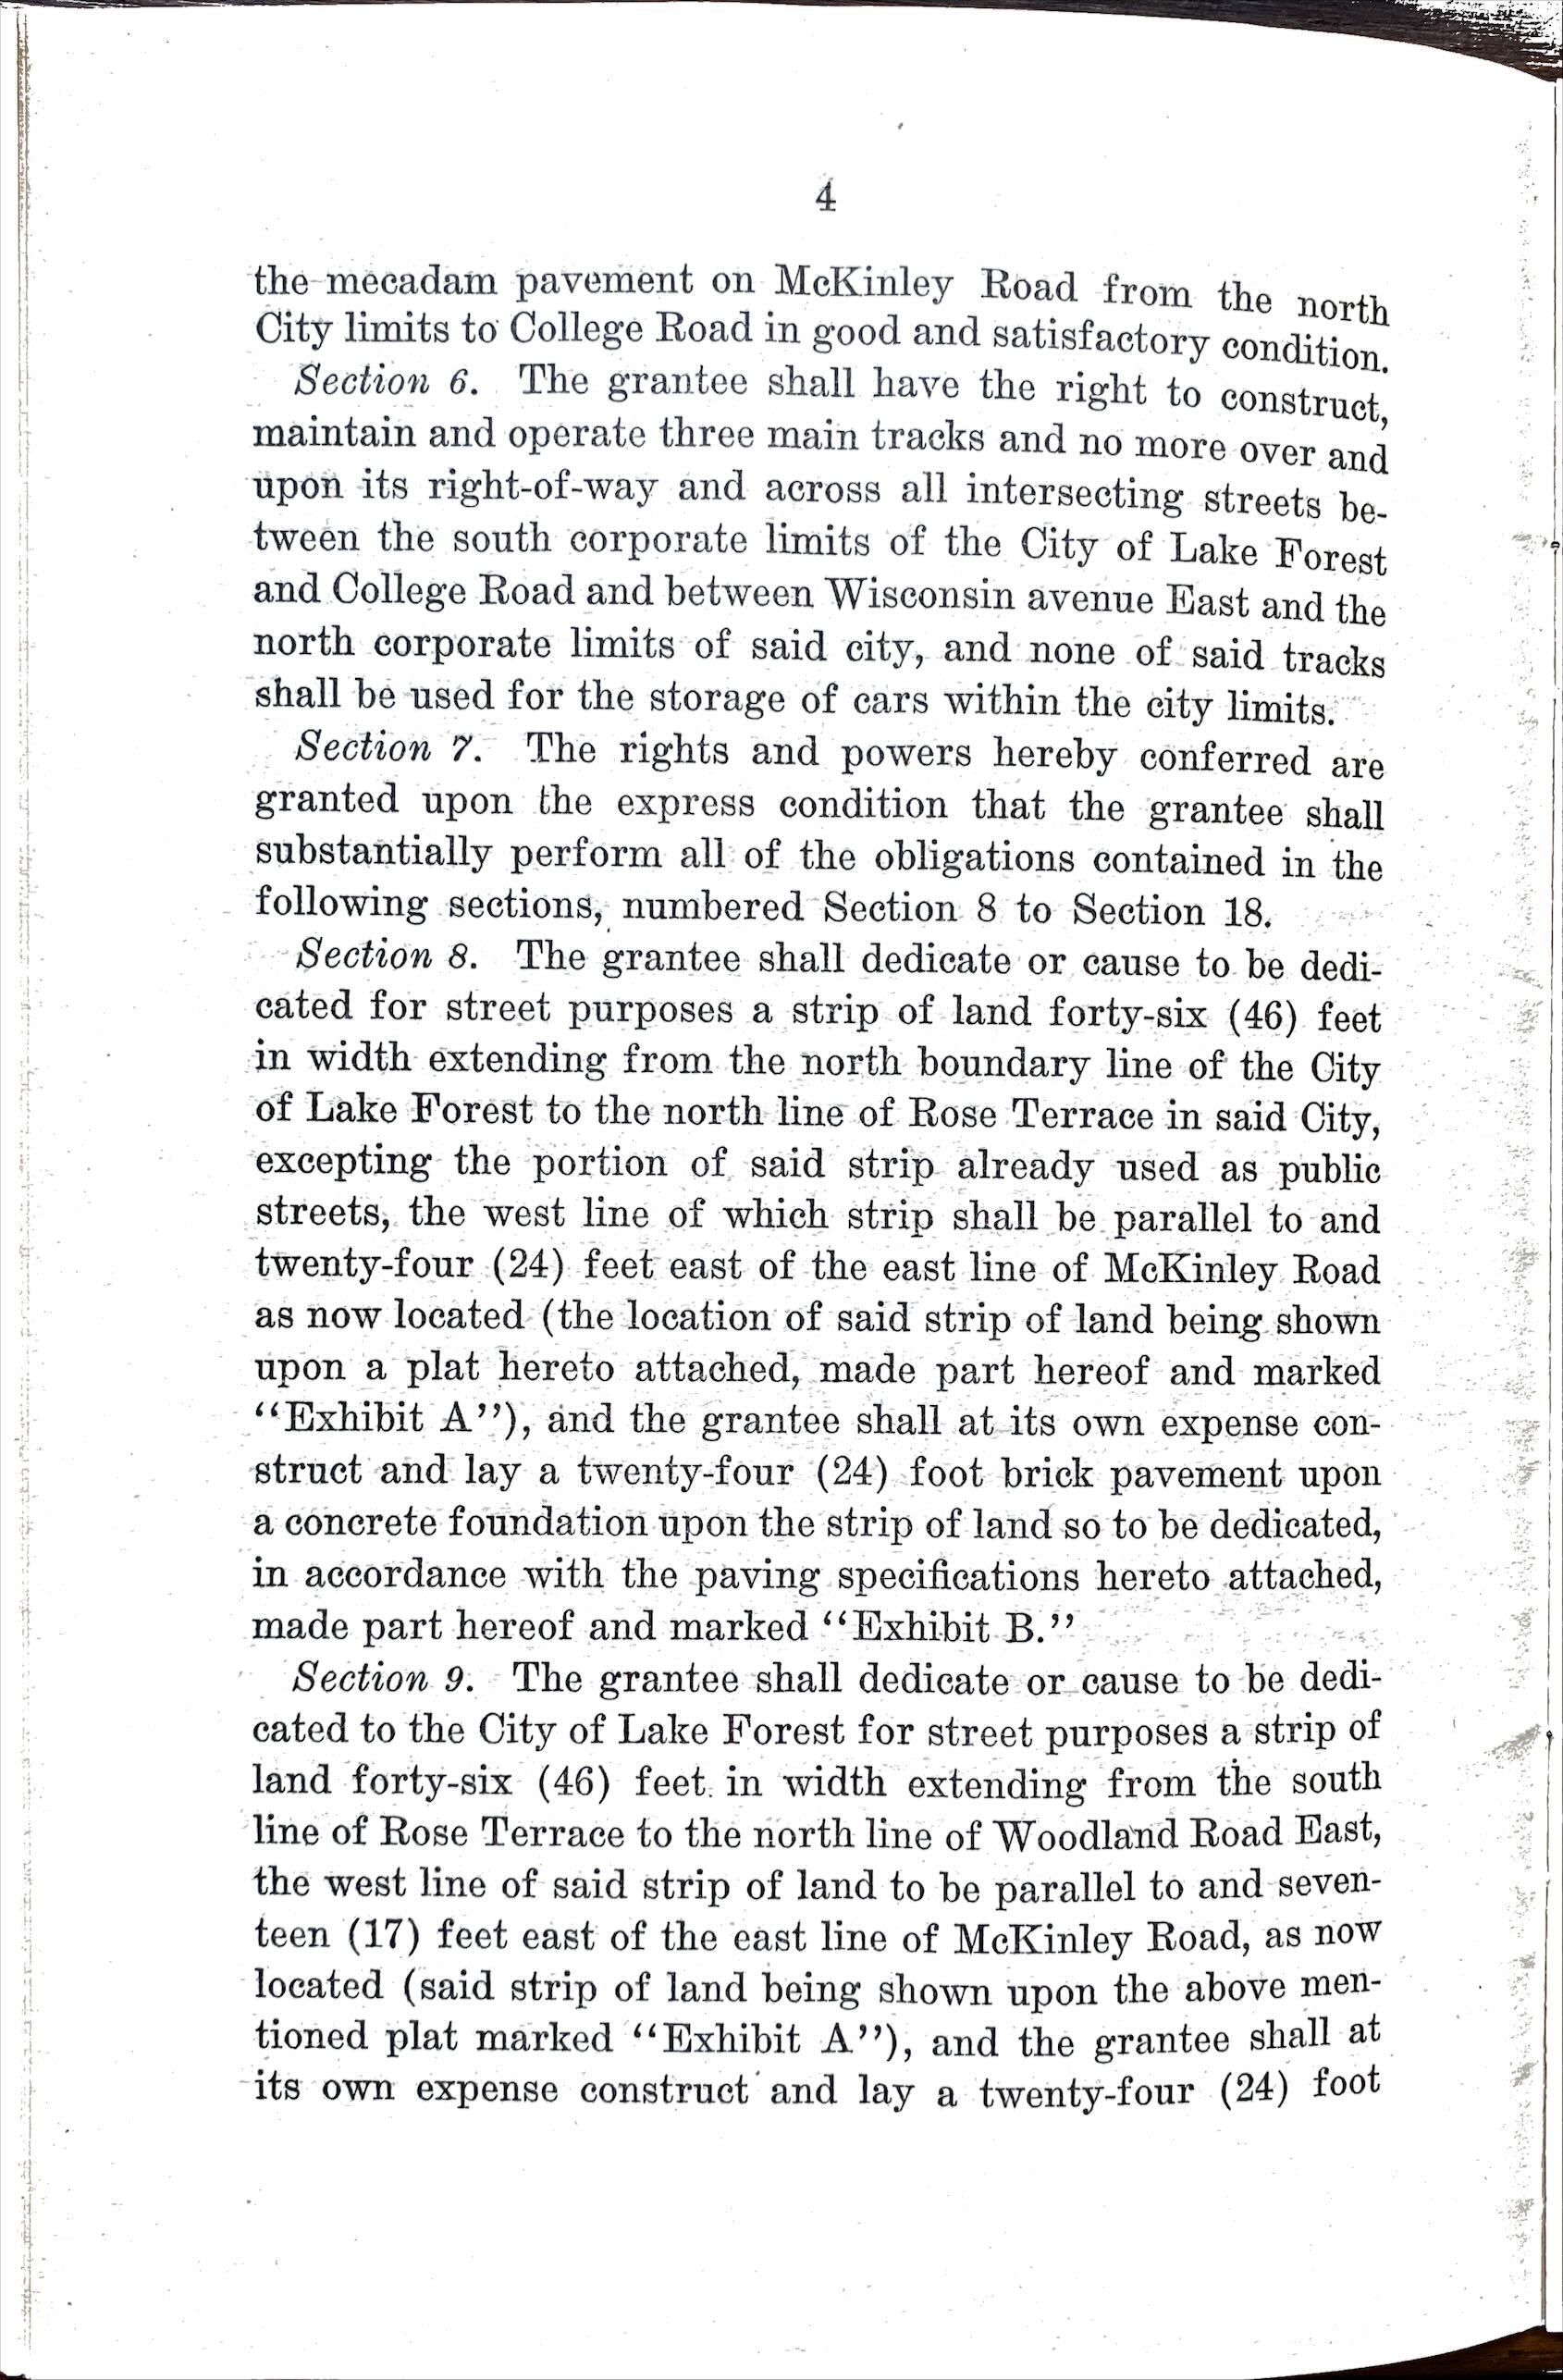 4
the mecadam pavement on McKinley Road from the north
City limits to College Road in good and satisfactory condition.
Section 6. The grantee shall have the right to construct,
maintain and operate three main tracks and no more over and
upon its right-of-way and across all intersecting streets be-
tween the south corporate limits of the City of Lake Forest
and College Road and between Wisconsin avenue East and the
north corporate limits of said city, and none of said tracks
shall be used for the storage of cars within the city limits.
Section 7. The rights and powers hereby conferred are
granted upon the express condition that the grantee shall
substantially perform all of the obligations contained in the
following sections, numbered Section 8 to Section 18.
Section 8. The grantee shall dedicate or cause to be dedi-
cated for street purposes a strip of land forty-six (46) feet
in width extending from the north boundary line of the City
of Lake Forest to the north line of Rose Terrace in said City,
excepting the portion of said strip already used as public
streets, the west line of which strip shall be parallel to and
twenty-four (24) feet east of the east line of McKinley Road
as now located (the location of said strip of land being shown
upon a plat hereto attached, made part hereof and marked
“Exhibit A”), and the grantee shall at its own expense con-
struct and lay a twenty-four (24) foot brick pavement upon
a concrete foundation upon the strip of land so to be dedicated,
in accordance with the paving specifications hereto attached,
made part hereof and marked “Exhibit B.”
Section 9. The grantee shall dedicate or cause to be dedi-
cated to the City of Lake Forest for street purposes a strip of
land forty-six (46) feet in width extending from the south
line of Rose Terrace to the north line of Woodland Road East,
the west line of said strip of land to be parallel to and seven-
teen (17) feet east of the east line of McKinley Road, as now
located (said strip of land being shown upon the above men-
tioned plat marked “Exhibit A”), and the grantee shall at
its own expense construct and lay a twenty-four (24) foot